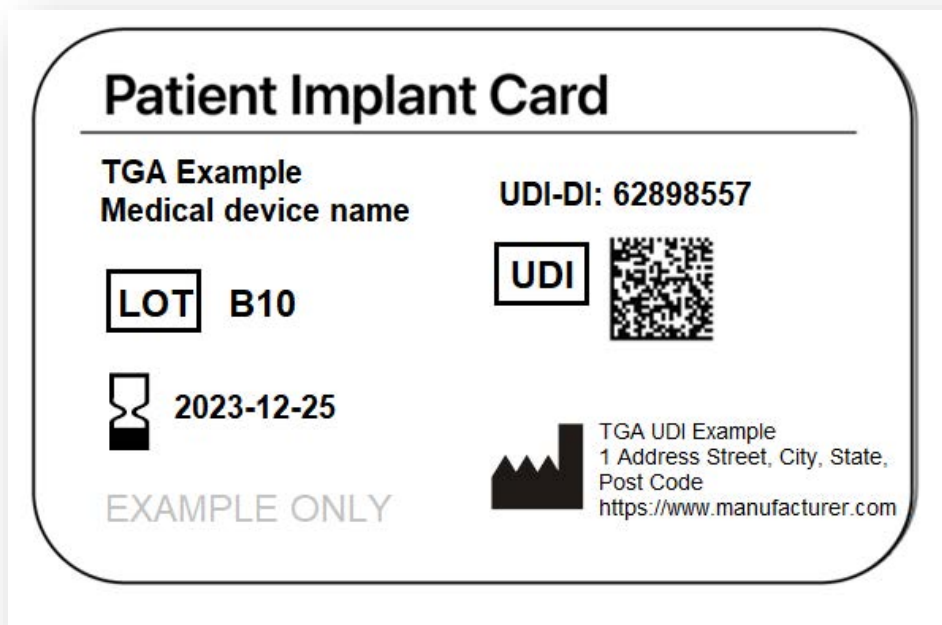 Patient Implant Card
TGA Example
Medical device name
UDI-DI: 62898557
LOT B10
UDI
2023-12-25
TGA UDI Example
1 Address Street, City, State,
Post Code
https://www.manufacturer.com
EXAMPLE ONLY